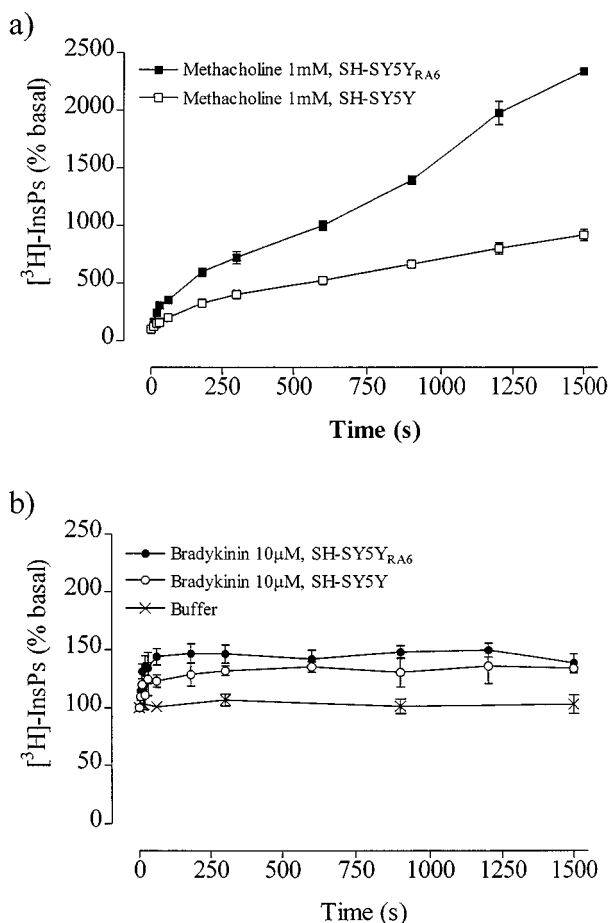 a)
Methacholine 1mM, SH-SY5Y_RA6
Methacholine 1mM, SH-SY5Y
[³H]-InsPs (% basal)
2500
2000
1500
1000
500
0
0 250 500 750 1000 1250 1500
Time (s)
b)
Bradykinin 10μM, SH-SY5Y_RA6
Bradykinin 10μM, SH-SY5Y
Buffer
[³H]-InsPs (% basal)
250
200
150
100
50
0
0 250 500 750 1000 1250 1500
Time (s)